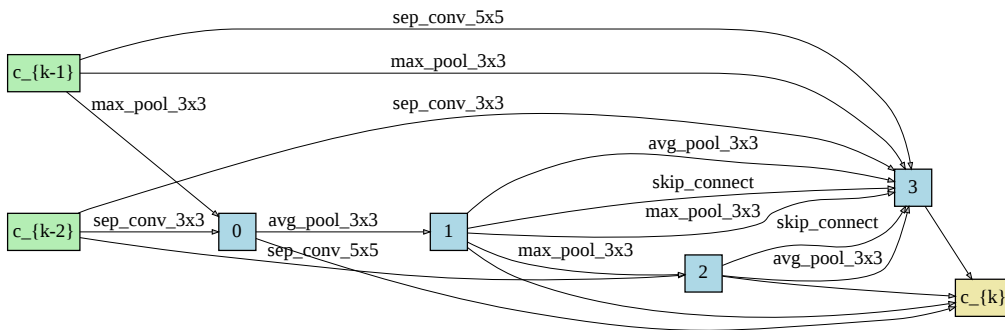 sep_conv_5x5
c_{k-1}
max_pool_3x3
sep_conv_3x3
max_pool_3x3
avg_pool_3x3
skip_connect
3
max_pool_3x3
c_{k-2}
sep_conv_3x3
0
avg_pool_3x3
1
skip_connect
sep_conv_5x5
max_pool_3x3
2
avg_pool_3x3
c_{k}